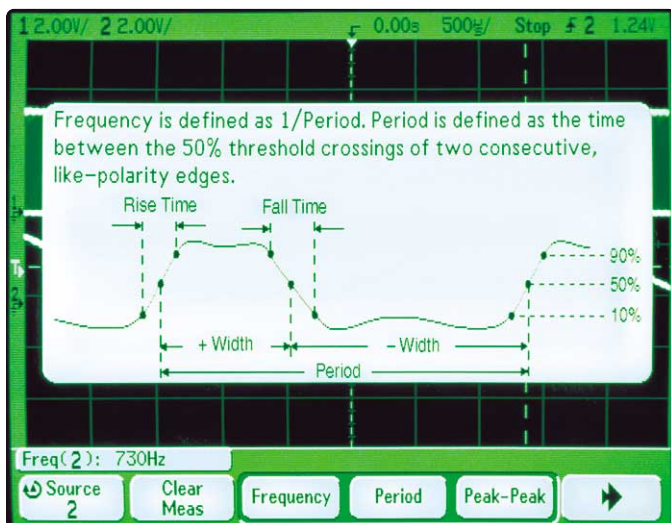 1 2.00V/ 2 2.00V/ 0.00s 500µs/ Stop 2 1.24V
Frequency is defined as 1/Period. Period is defined as the time
between the 50% threshold crossings of two consecutive,
like-polarity edges.
Rise Time Fall Time
90%
50%
10%
+ Width - Width
Period
T
2
Freq(2): 730Hz
Source
2
Clear
Meas
Frequency
Period
Peak-Peak